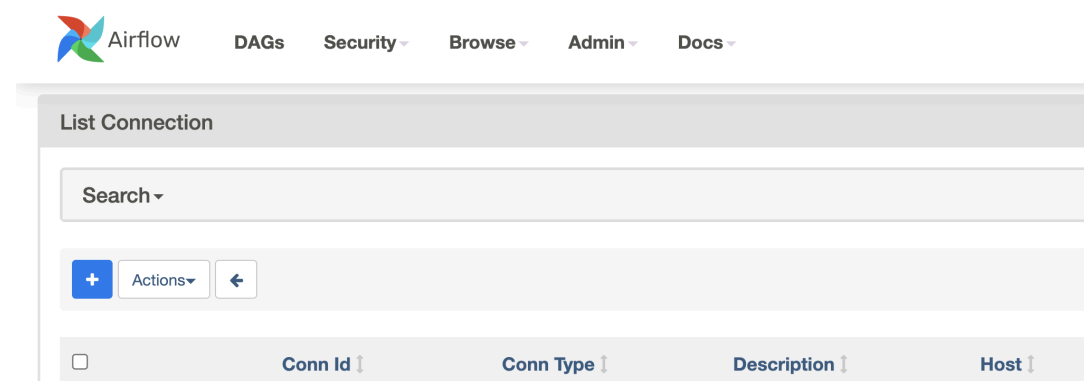 Airflow DAGs Security Browse Admin Docs
List Connection
Search
+ Actions
Conn Id Conn Type Description Host